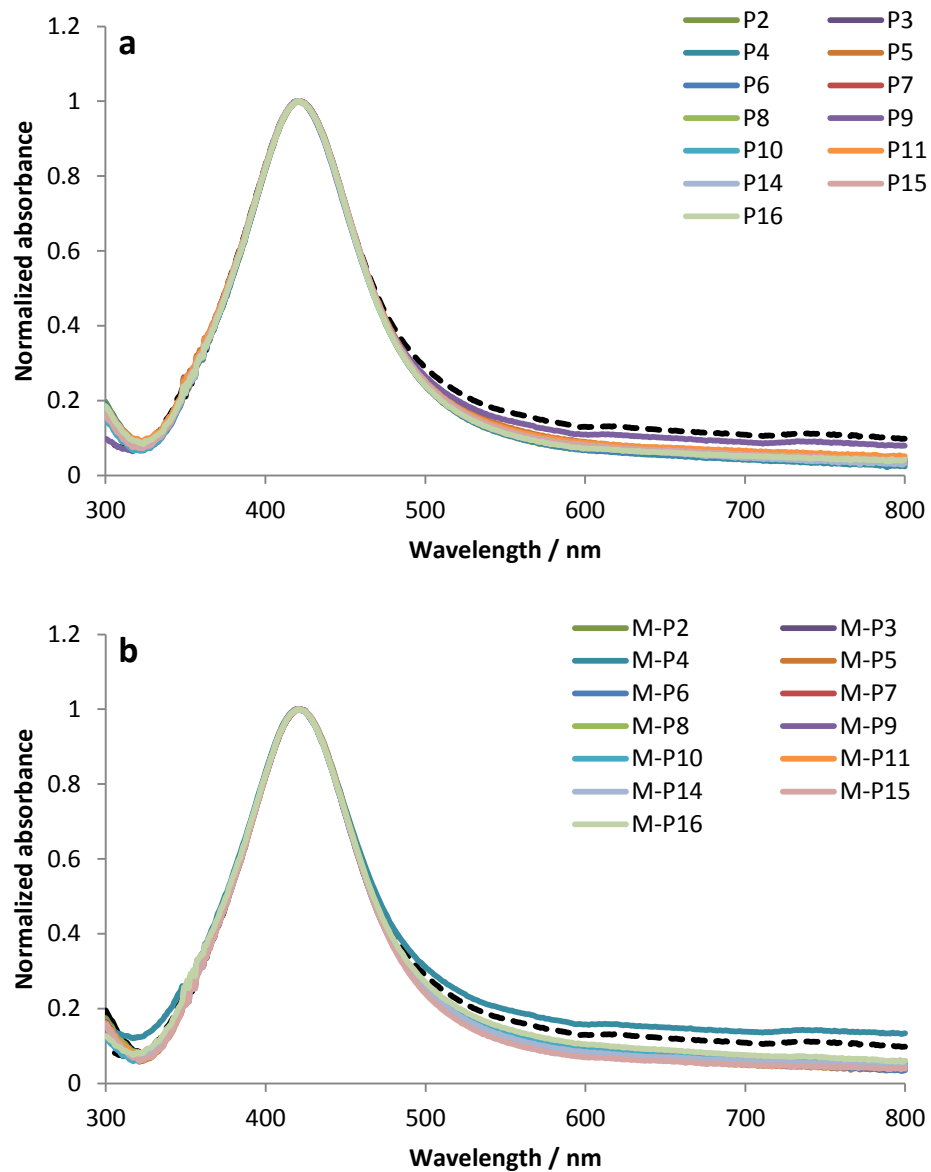 a
P2 P3
P4 P5
P6 P7
P8 P9
P10 P11
P14 P15
P16
1.2
1
0.8
0.6
0.4
0.2
0
Normalized absorbance
300 400 500 600 700 800
Wavelength / nm
b
M-P2 M-P3
M-P4 M-P5
M-P6 M-P7
M-P8 M-P9
M-P10 M-P11
M-P14 M-P15
M-P16
1.2
1
0.8
0.6
0.4
0.2
0
Normalized absorbance
300 400 500 600 700 800
Wavelength / nm